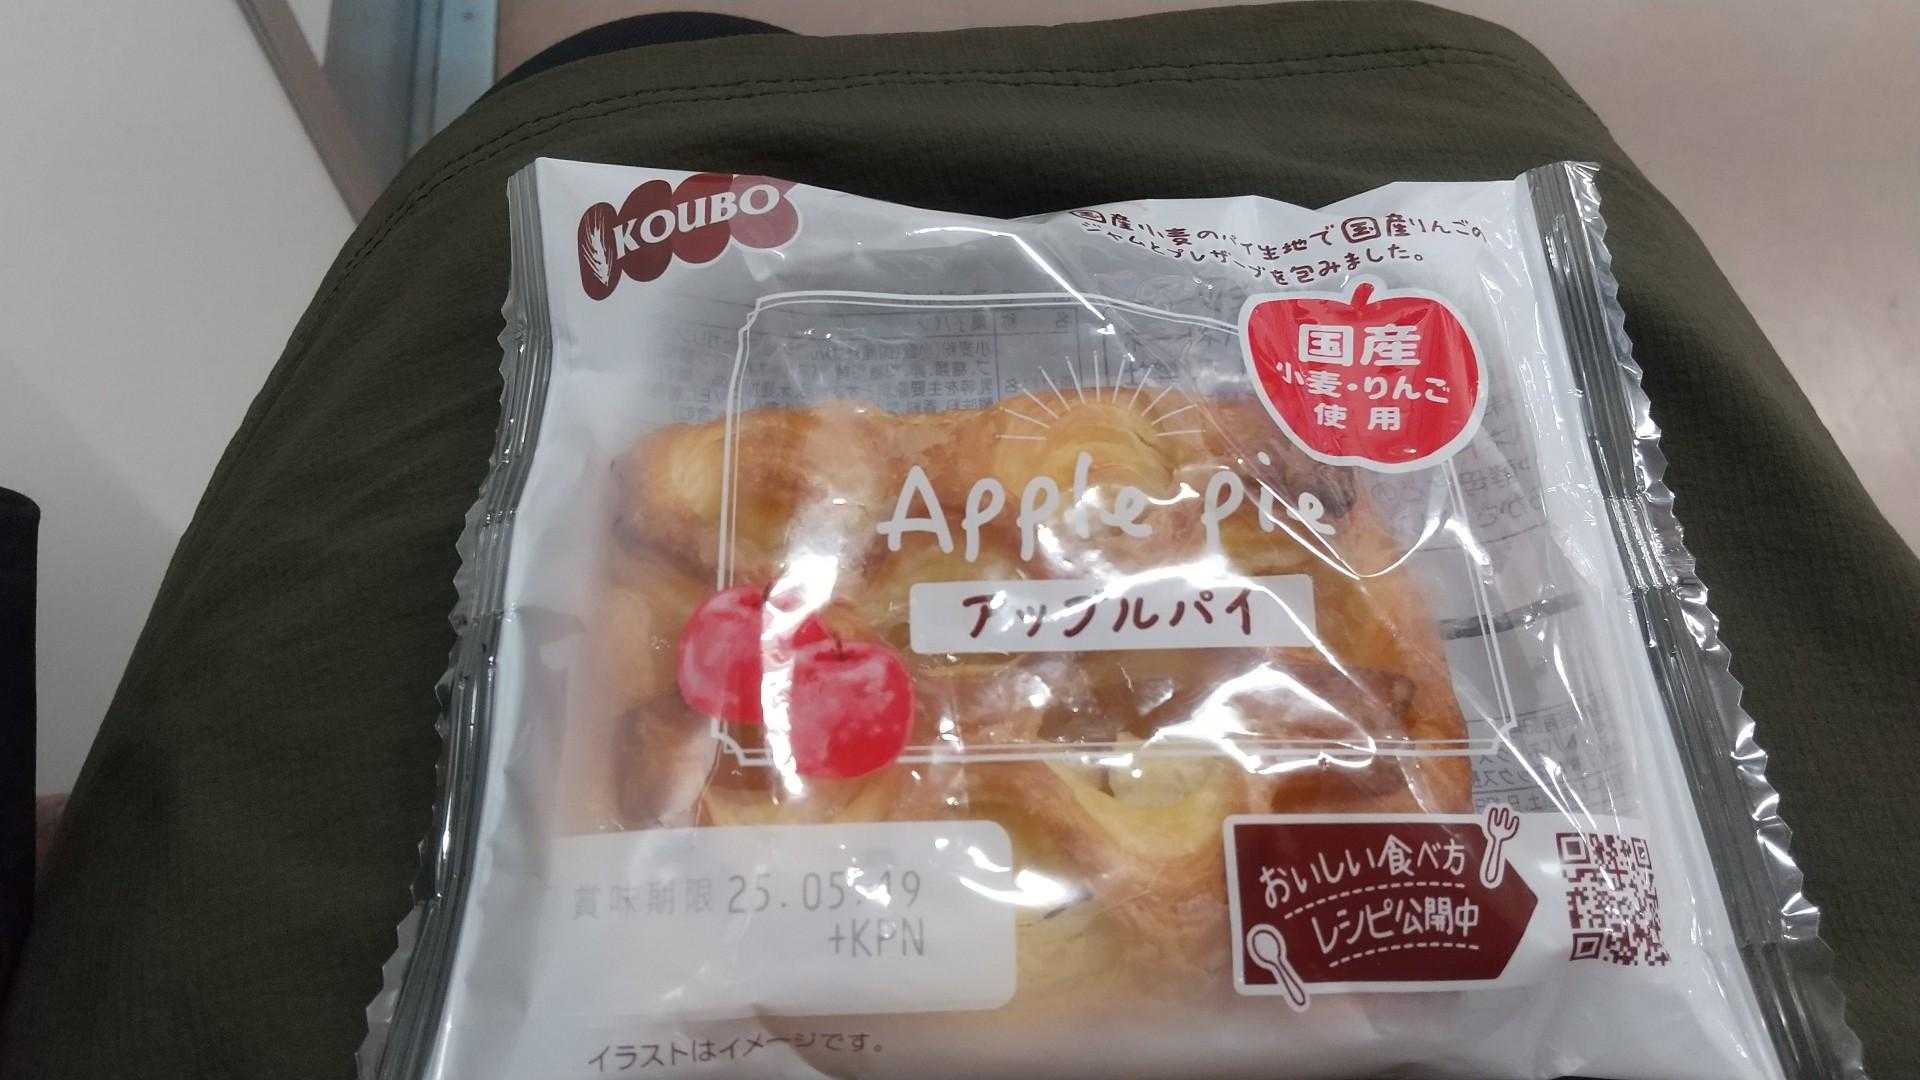 KOUBO
国産小麦のパイ生地で国産りんごの
ジャムとプレザーブを包みました。
国産
小麦・りんご
使用
Apple pie
アップルパイ
賞味期限 25.05.19
+KPN
おいしい食べ方
レシピ公開中
イラストはイメージです。